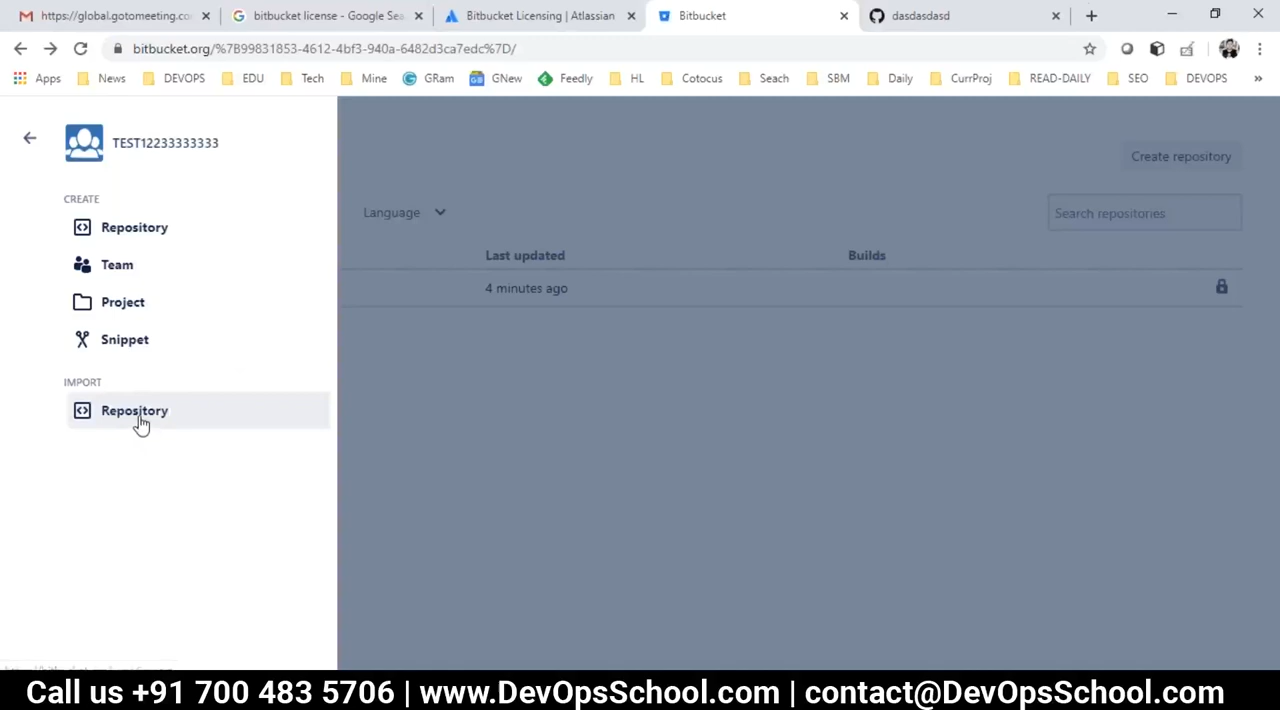 https://global.gotomeeting.co
bitbucket license - Google Sea
Bitbucket Licensing | Atlassian
Bitbucket
dasdasdasd
bitbucket.org/%7B99831853-4612-4bf3-940a-6482d3ca7edc%7D/
Apps News DEVOPS EDU Tech Mine GRam GNew Feedly HL Cotocus Seach SBM Daily CurrProj READ-DAILY SEO DEVOPS »
TEST12233333333
Create repository
CREATE
Language
Search repositories
Repository
Last updated Builds
Team
4 minutes ago
Project
Snippet
IMPORT
Repository
Call us +91 700 483 5706 | www.DevOpsSchool.com | contact@DevOpsSchool.com